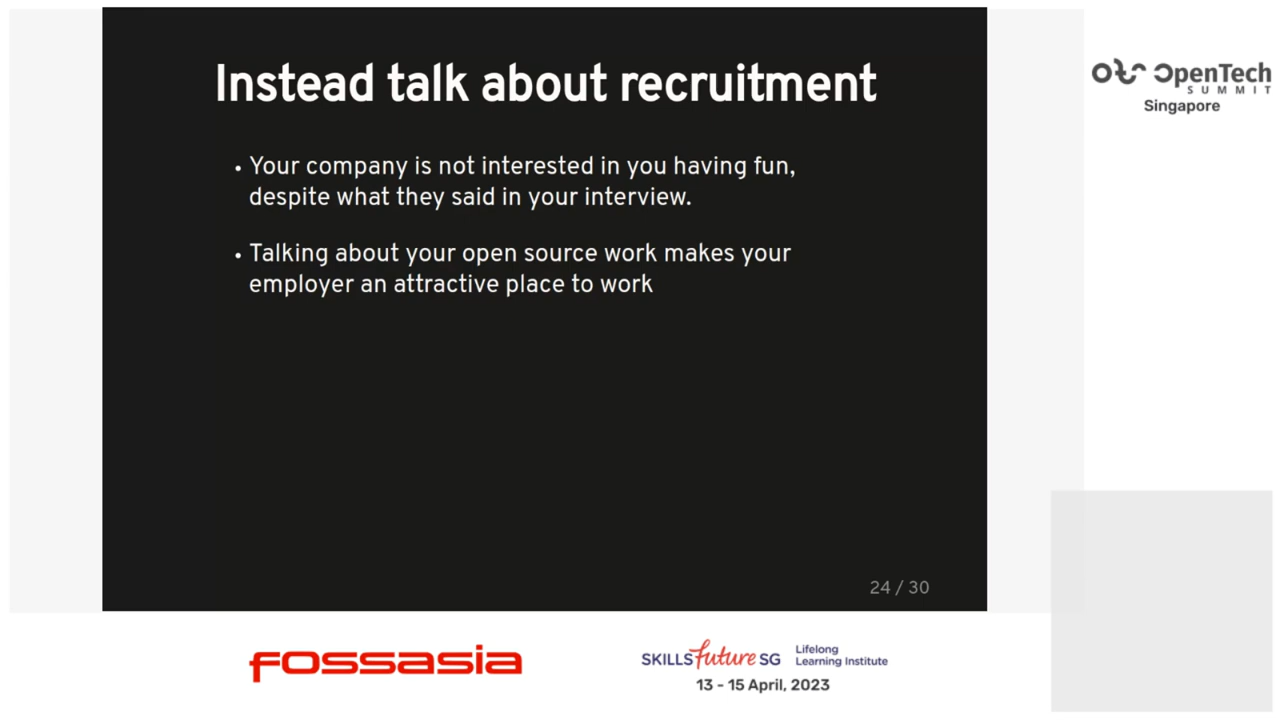 Instead talk about recruitment
• Your company is not interested in you having fun,
despite what they said in your interview.
• Talking about your open source work makes your
employer an attractive place to work
24 / 30
OpenTech
SUMMIT
Singapore
fossasia
SKILLSfuture SG
Lifelong
Learning Institute
13 - 15 April, 2023